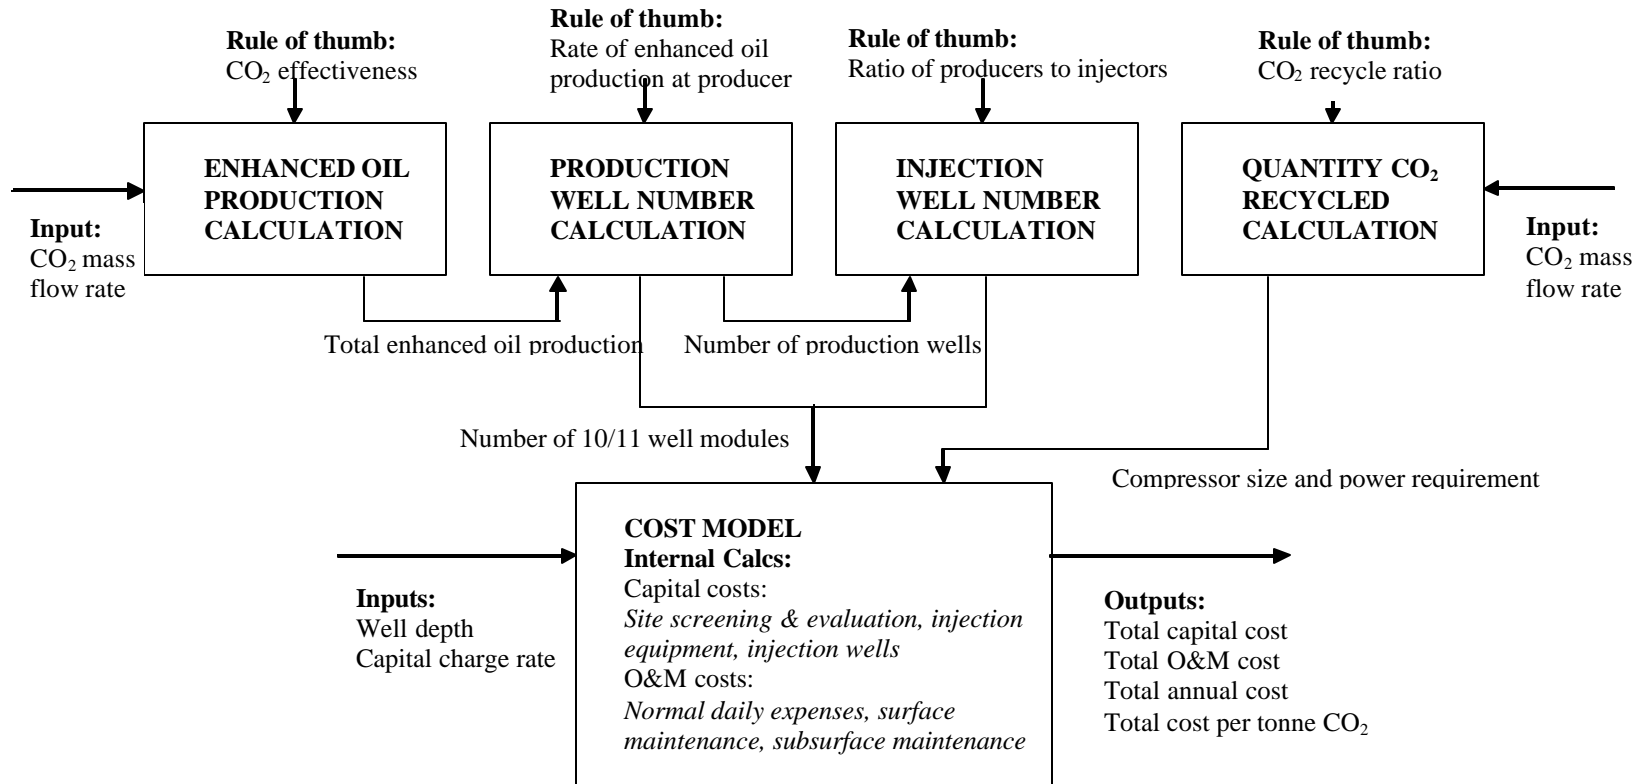 Rule of thumb:
CO₂ effectiveness
Rule of thumb:
Rate of enhanced oil
production at producer
Rule of thumb:
Ratio of producers to injectors
Rule of thumb:
CO₂ recycle ratio
Input:
CO₂ mass
flow rate
ENHANCED OIL
PRODUCTION
CALCULATION
PRODUCTION
WELL NUMBER
CALCULATION
INJECTION
WELL NUMBER
CALCULATION
QUANTITY CO₂
RECYCLED
CALCULATION
Input:
CO₂ mass
flow rate
Total enhanced oil production
Number of production wells
Number of 10/11 well modules
Compressor size and power requirement
Inputs:
Well depth
Capital charge rate
COST MODEL
Internal Calcs:
Capital costs:
Site screening & evaluation, injection
equipment, injection wells
O&M costs:
Normal daily expenses, surface
maintenance, subsurface maintenance
Outputs:
Total capital cost
Total O&M cost
Total annual cost
Total cost per tonne CO₂